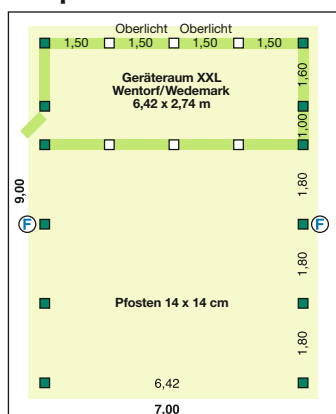 Oberlicht Oberlicht
1,50 1,50 1,50 1,50
Geräteraum XXL
Wentorf/Wedemark
6,42 x 2,74 m
1,60
1,00
1,80
9,00
F F
1,80
Pfosten 14 x 14 cm
1,80
6,42
7.00